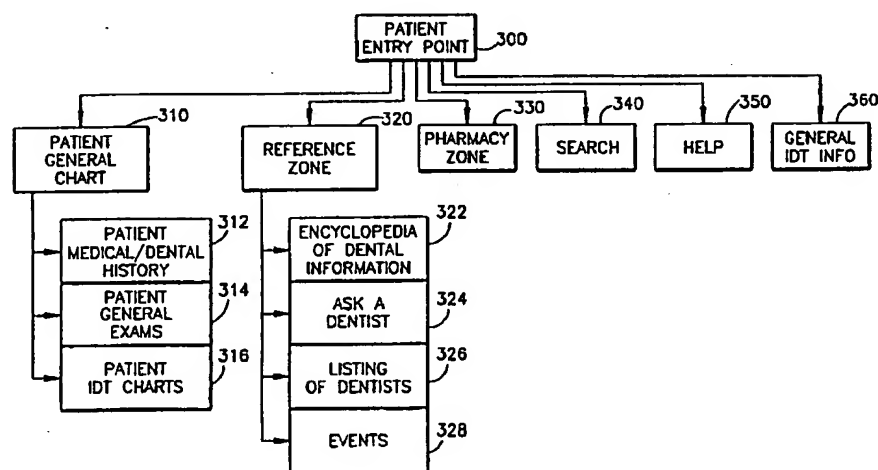 PATIENT
ENTRY POINT
300
310
320
330
340
350
360
PATIENT
GENERAL
CHART
REFERENCE
ZONE
PHARMACY
ZONE
SEARCH
HELP
GENERAL
IDT INFO
PATIENT
MEDICAL/DENTAL
HISTORY
312
PATIENT
GENERAL
EXAMS
314
PATIENT
IDT CHARTS
316
ENCYCLOPEDIA
OF DENTAL
INFORMATION
322
ASK A
DENTIST
324
LISTING
OF DENTISTS
326
EVENTS
328